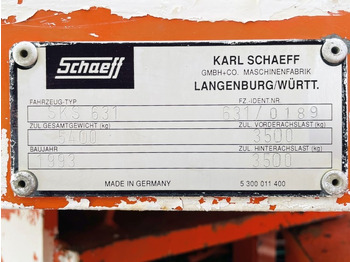 Schaeff
KARL SCHAEFF
GMBH+CO. MASCHINENFABRIK
LANGENBURG/WÜRTT.
FAHRZEUG-TYP
FZ.-IDENT.NR.
631
631 0189
ZUL. GESAMTGEWICHT (kg)
ZUL. VORDERACHSLAST (kg)
3500
BAUJAHR
ZUL. HINTERACHSLAST (kg)
1993
3500
MADE IN GERMANY
5 300 011 400